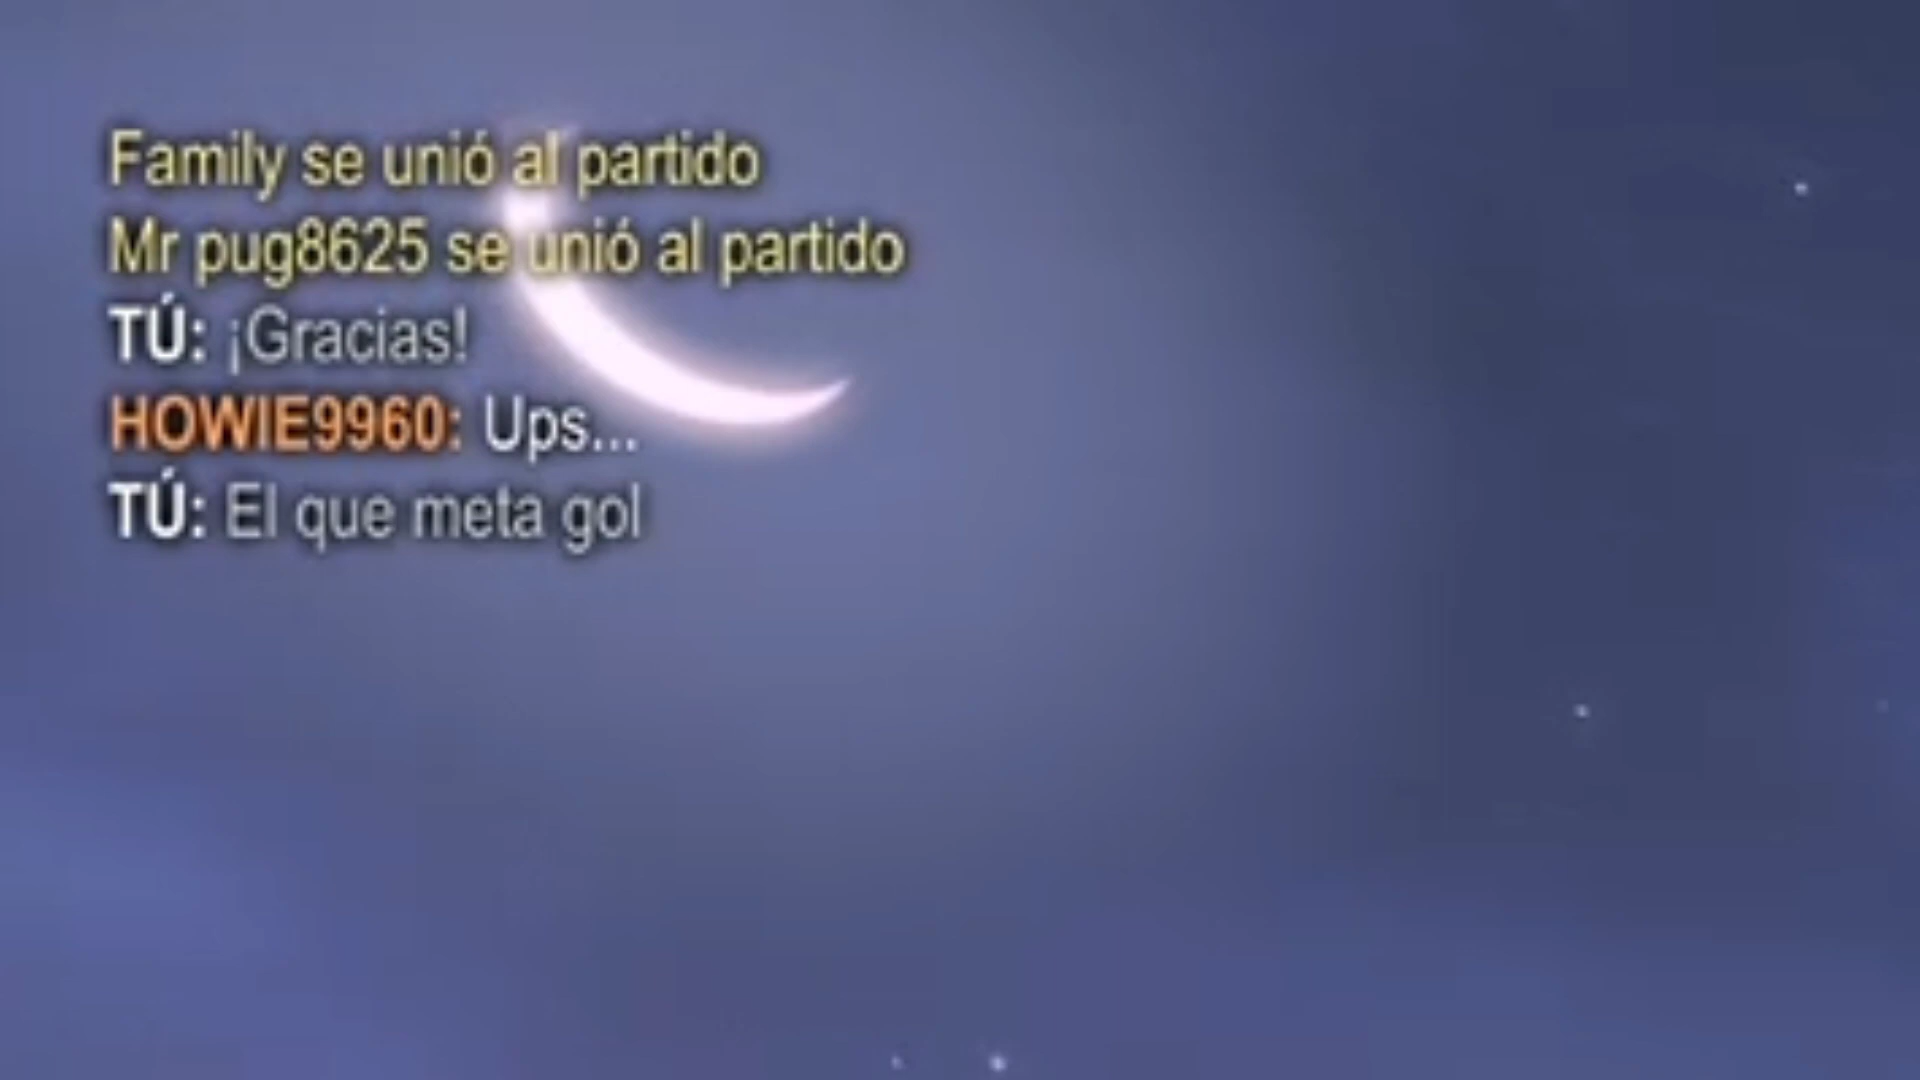 Family se unió al partido
Mr pug8625 se unió al partido
TÚ: ¡Gracias!
HOWIE9960: Ups...
TÚ: El que meta gol